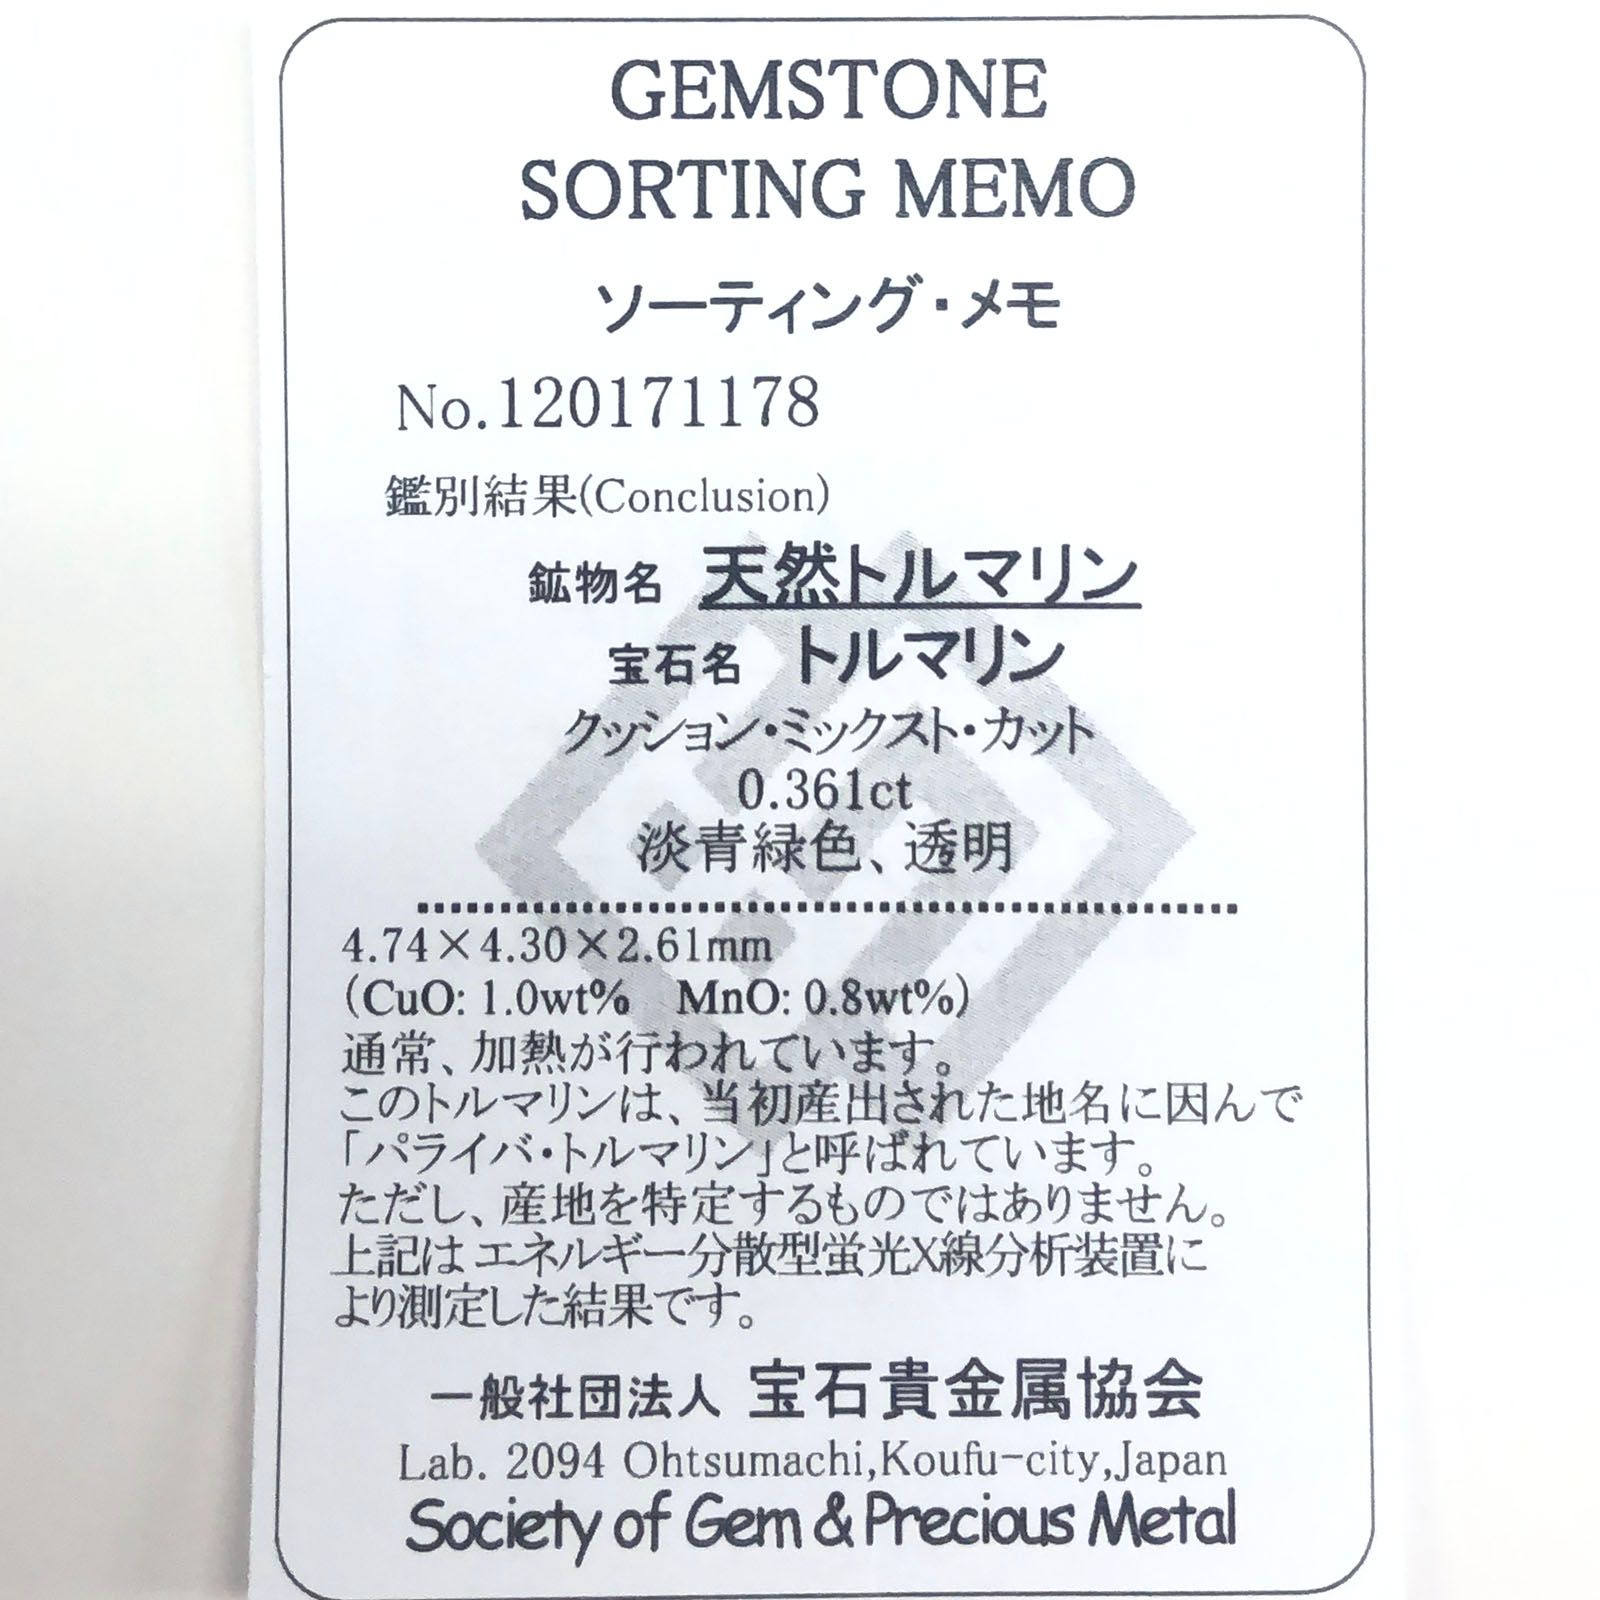 GEMSTONE
SORTING MEMO
ソーティング・メモ
No.120171178
鑑別結果(Conclusion)
鉱物名 天然トルマリン
宝石名 トルマリン
クッション・ミックスト・カット
0.361ct
淡青緑色、透明
4.74×4.30×2.61mm
(CuO: 1.0wt% MnO: 0.8wt%)
通常、加熱が行われています。
このトルマリンは、当初産出された地名に因んで
「パライバ・トルマリン」と呼ばれています。
ただし、産地を特定するものではありません。
上記はエネルギー分散型蛍光X線分析装置に
より測定した結果です。
一般社団法人 宝石貴金属協会
Lab. 2094 Ohtsumachi,Koufu-city,Japan
Society of Gem & Precious Metal